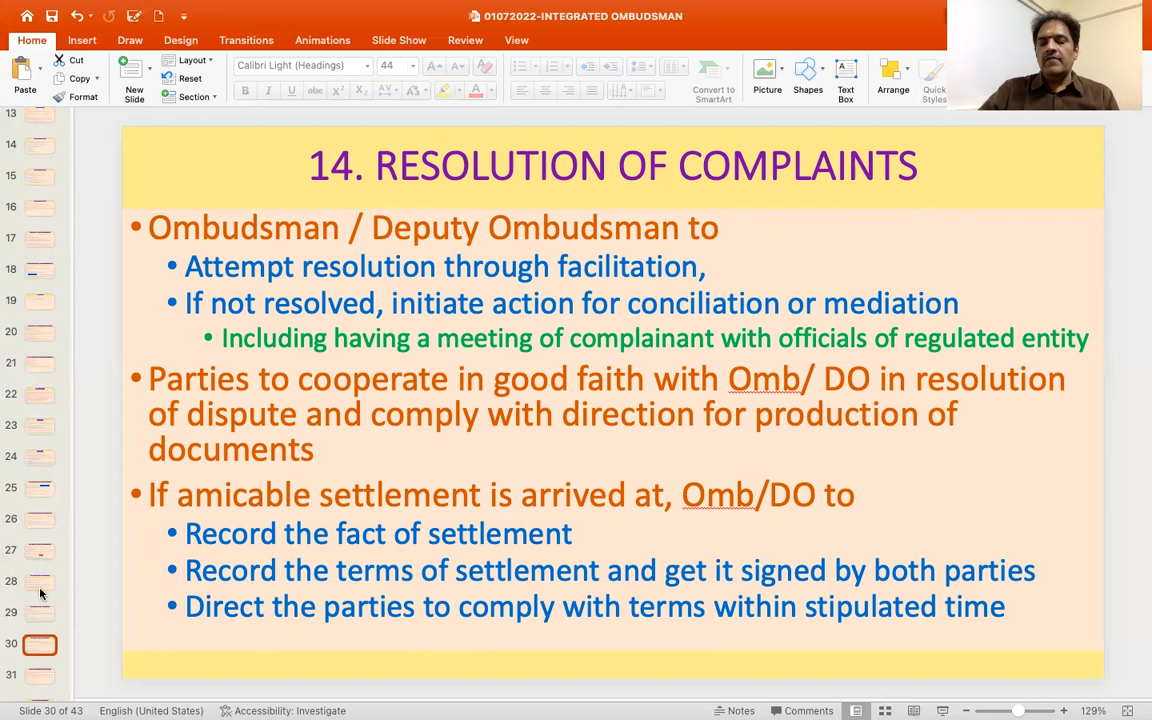 01072022-INTEGRATED OMBUDSMAN
Home Insert Draw Design Transitions Animations Slide Show Review View
Paste
Cut
Copy
Format
New Slide
Layout
Reset
Section
Calibri Light (Headings) 44
Convert to SmartArt
Picture
Shapes
Text Box
Arrange
Quick Styles
13
14
15
16
17
18
19
20
21
22
23
24
25
26
27
28
29
30
31
14. RESOLUTION OF COMPLAINTS
• Ombudsman / Deputy Ombudsman to
• Attempt resolution through facilitation,
• If not resolved, initiate action for conciliation or mediation
• Including having a meeting of complainant with officials of regulated entity
• Parties to cooperate in good faith with Omb/ DO in resolution
of dispute and comply with direction for production of
documents
• If amicable settlement is arrived at, Omb/DO to
• Record the fact of settlement
• Record the terms of settlement and get it signed by both parties
• Direct the parties to comply with terms within stipulated time
Slide 30 of 43 English (United States) Accessibility: Investigate Notes Comments 129%